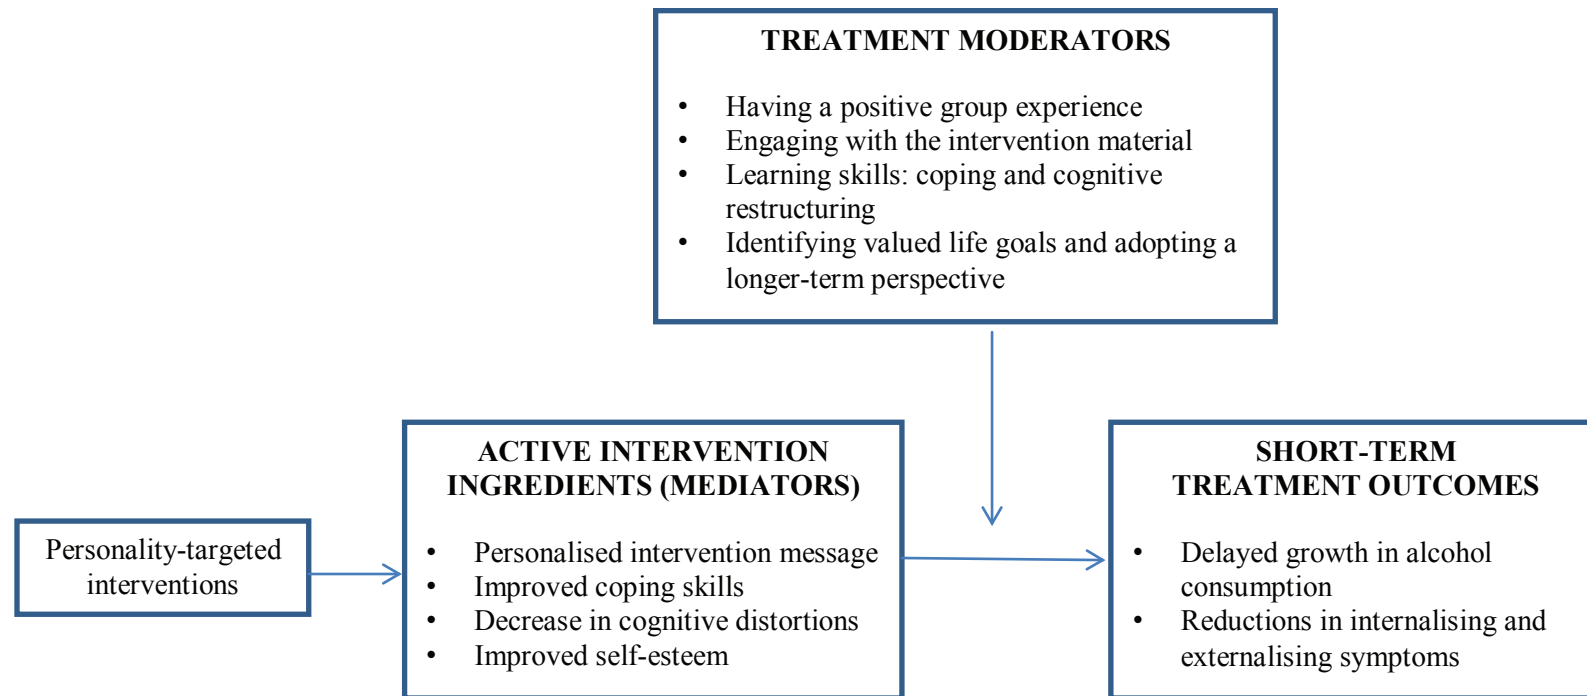 TREATMENT MODERATORS
• Having a positive group experience
• Engaging with the intervention material
• Learning skills: coping and cognitive
restructuring
• Identifying valued life goals and adopting a
longer-term perspective
Personality-targeted
interventions
ACTIVE INTERVENTION
INGREDIENTS (MEDIATORS)
• Personalised intervention message
• Improved coping skills
• Decrease in cognitive distortions
• Improved self-esteem
SHORT-TERM
TREATMENT OUTCOMES
• Delayed growth in alcohol
consumption
• Reductions in internalising and
externalising symptoms